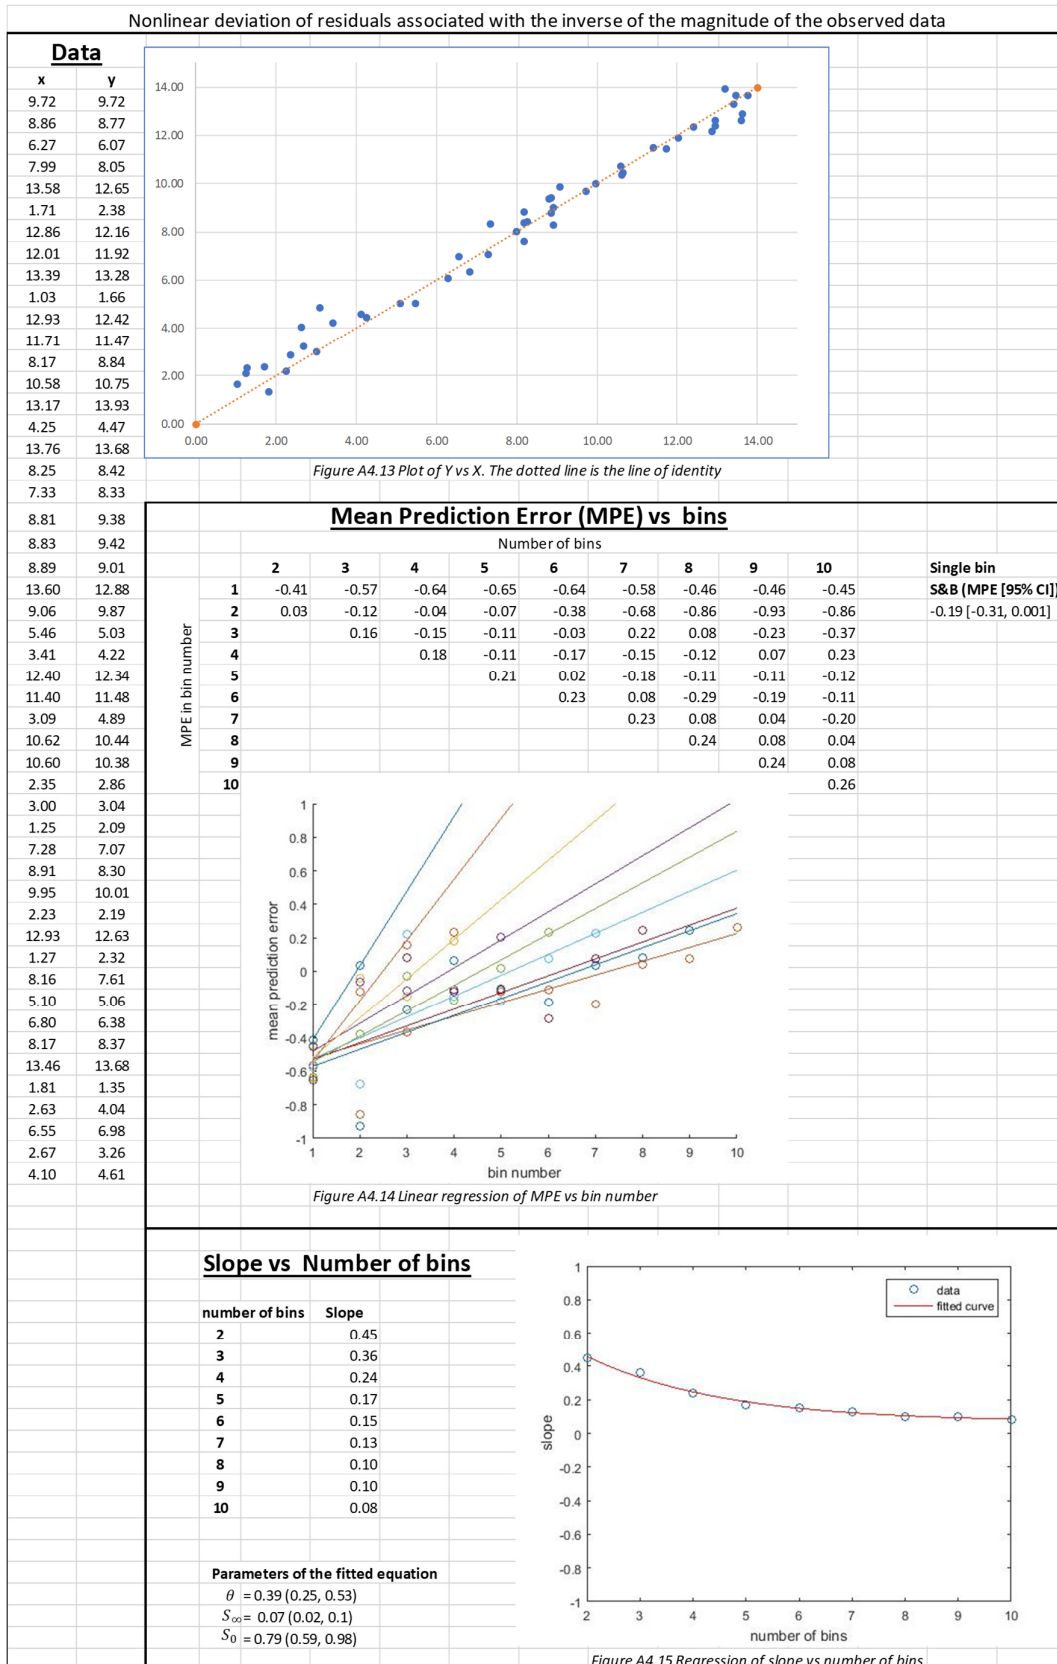 Nonlinear deviation of residuals associated with the inverse of the magnitude of the observed data
Data
x y
9.72 9.72
8.86 8.77
6.27 6.07
7.99 8.05
13.58 12.65
1.71 2.38
12.86 12.16
12.01 11.92
13.39 13.28
1.03 1.66
12.93 12.42
11.71 11.47
8.17 8.84
10.58 10.75
13.17 13.93
4.25 4.47
13.76 13.68
8.25 8.42
7.33 8.33
8.81 9.38
8.83 9.42
8.89 9.01
13.60 12.88
9.06 9.87
5.46 5.03
3.41 4.22
12.40 12.34
11.40 11.48
3.09 4.89
10.62 10.44
10.60 10.38
2.35 2.86
3.00 3.04
1.25 2.09
7.28 7.07
8.91 8.30
9.95 10.01
2.23 2.19
12.93 12.63
1.27 2.32
8.16 7.61
5.10 5.06
6.80 6.38
8.17 8.37
13.46 13.68
1.81 1.35
2.63 4.04
6.55 6.98
2.67 3.26
4.10 4.61
14.00
12.00
10.00
8.00
6.00
4.00
2.00
0.00
0.00 2.00 4.00 6.00 8.00 10.00 12.00 14.00
Figure A4.13 Plot of Y vs X. The dotted line is the line of identity
Mean Prediction Error (MPE) vs bins
Number of bins
2 3 4 5 6 7 8 9 10 Single bin
1 -0.41 -0.57 -0.64 -0.65 -0.64 -0.58 -0.46 -0.46 -0.45 S&B (MPE [95% CI])
2 0.03 -0.12 -0.04 -0.07 -0.38 -0.68 -0.86 -0.93 -0.86 -0.19 [-0.31, 0.001]
3 0.16 -0.15 -0.11 -0.03 0.22 0.08 -0.23 -0.37
4 0.18 -0.11 -0.17 -0.15 -0.12 0.07 0.23
5 0.21 0.02 -0.18 -0.11 -0.11 -0.12
6 0.23 0.08 -0.29 -0.19 -0.11
7 0.23 0.08 0.04 -0.20
8 0.24 0.08 0.04
9 0.24 0.08
10 0.26
MPE in bin number
1
0.8
0.6
0.4
0.2
0
-0.2
-0.4
-0.6
-0.8
-1
mean prediction error
1 2 3 4 5 6 7 8 9 10
bin number
Figure A4.14 Linear regression of MPE vs bin number
Slope vs Number of bins
number of bins Slope
2 0.45
3 0.36
4 0.24
5 0.17
6 0.15
7 0.13
8 0.10
9 0.10
10 0.08
Parameters of the fitted equation
θ = 0.39 (0.25, 0.53)
S∞ = 0.07 (0.02, 0.1)
S0 = 0.79 (0.59, 0.98)
1
0.8
0.6
0.4
0.2
0
-0.2
-0.4
-0.6
-0.8
-1
slope
data
fitted curve
2 3 4 5 6 7 8 9 10
number of bins
Figure A4.15 Regression of slope vs number of bins